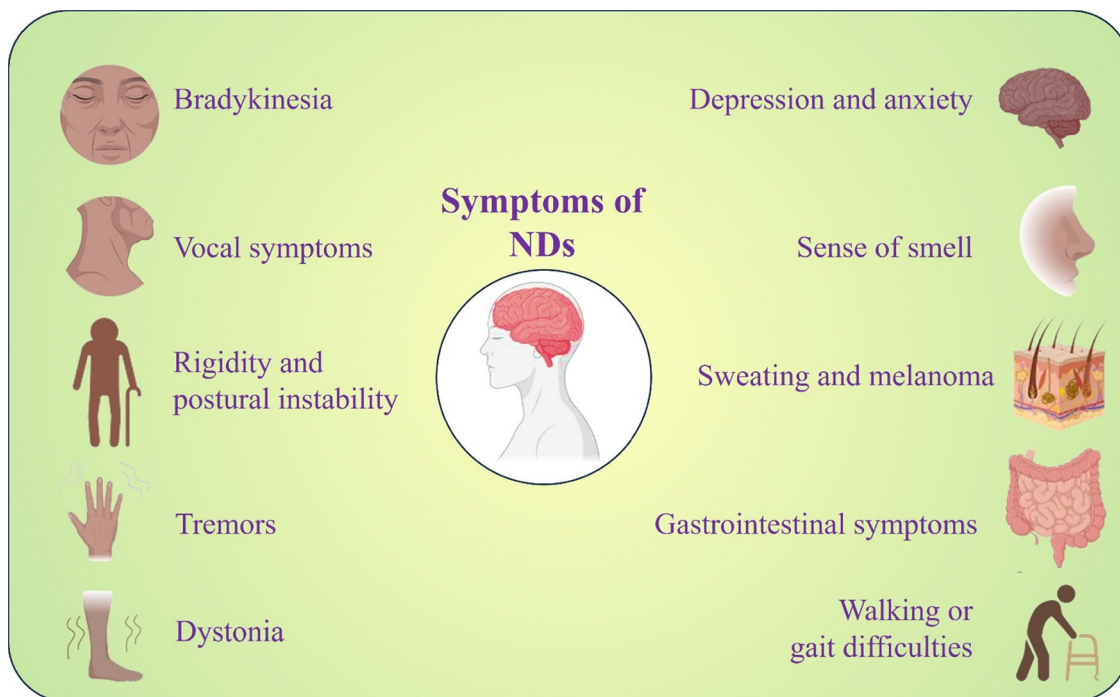 Bradykinesia
Vocal symptoms
Rigidity and
postural instability
Tremors
Dystonia
Symptoms of
NDs
Depression and anxiety
Sense of smell
Sweating and melanoma
Gastrointestinal symptoms
Walking or
gait difficulties